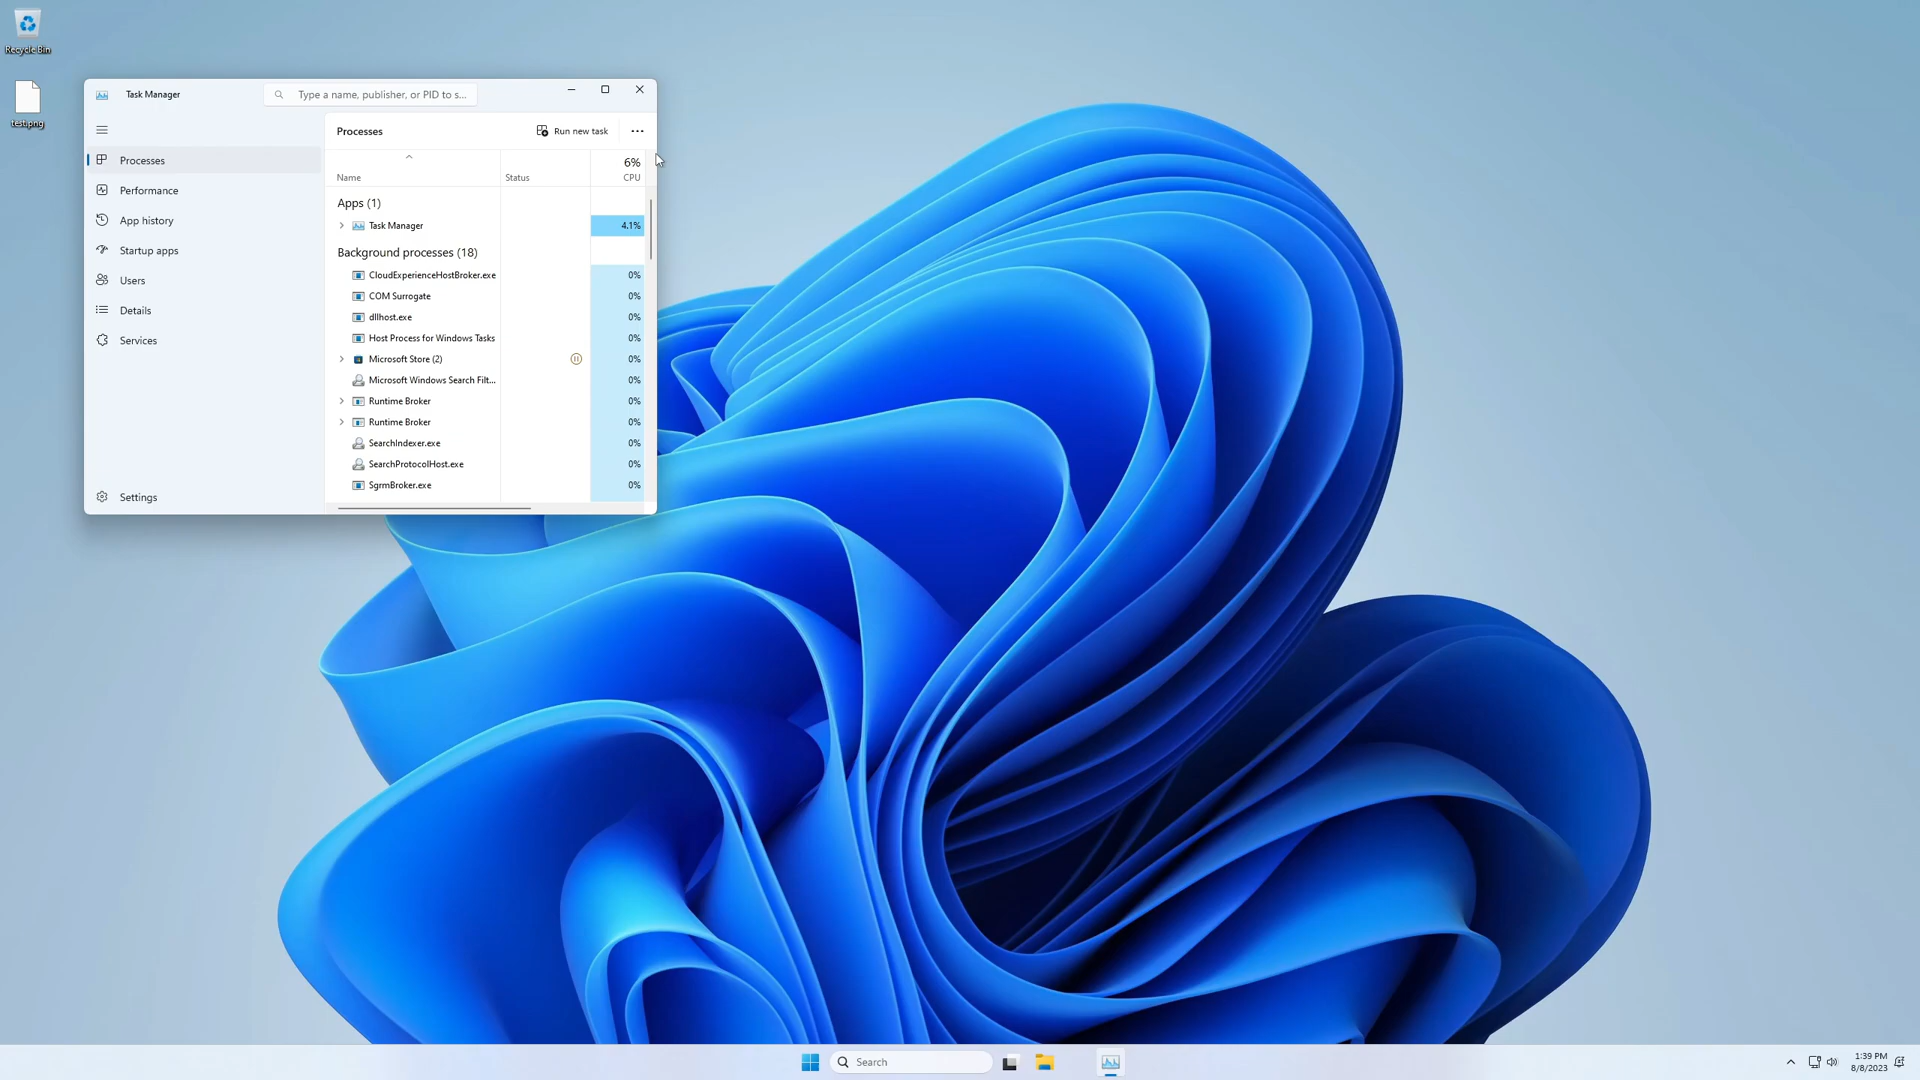 Recycle Bin
test.png
Task Manager
Type a name, publisher, or PID to s...
Processes
Run new task
Processes
Performance
App history
Startup apps
Users
Details
Services
Settings
6%
Name
Status
CPU
Apps (1)
Task Manager
4.1%
Background processes (18)
CloudExperienceHostBroker.exe
0%
COM Surrogate
0%
dllhost.exe
0%
Host Process for Windows Tasks
0%
Microsoft Store (2)
0%
Microsoft Windows Search Filt...
0%
Runtime Broker
0%
Runtime Broker
0%
SearchIndexer.exe
0%
SearchProtocolHost.exe
0%
SgrmBroker.exe
0%
Search
1:39 PM
8/8/2023